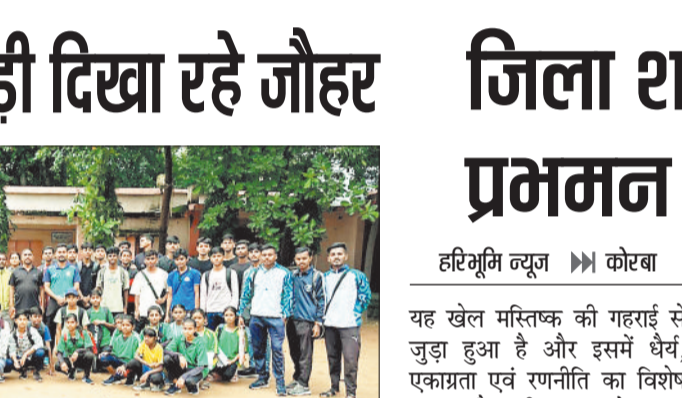 ड़ी दिखा रहे जौहर
जिला श
प्रभमन
हरिभूमि न्यूज कोरबा
यह खेल मस्तिष्क की गहराई से
जुड़ा हुआ है और इसमें धैर्य,
एकाग्रता एवं रणनीति का विशेष